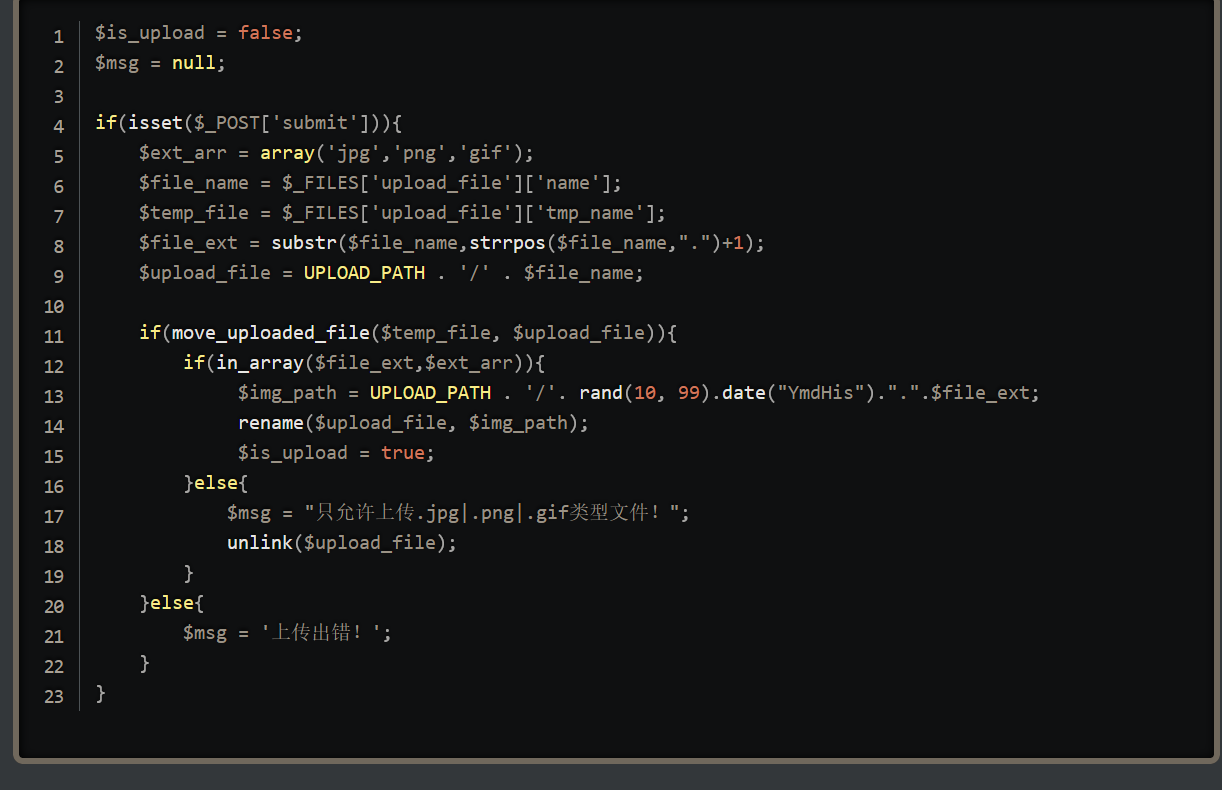 1 $is_upload = false;
2 $msg = null;
3
4 if(isset($_POST['submit'])){
5     $ext_arr = array('jpg','png','gif');
6     $file_name = $_FILES['upload_file']['name'];
7     $temp_file = $_FILES['upload_file']['tmp_name'];
8     $file_ext = substr($file_name,strrpos($file_name,".")+1);
9     $upload_file = UPLOAD_PATH . '/' . $file_name;
10
11     if(move_uploaded_file($temp_file, $upload_file)){
12         if(in_array($file_ext,$ext_arr)){
13              $img_path = UPLOAD_PATH . '/'. rand(10, 99).date("YmdHis").".".$file_ext;
14              rename($upload_file, $img_path);
15              $is_upload = true;
16         }else{
17             $msg = "只允许上传.jpg|.png|.gif类型文件！";
18             unlink($upload_file);
19         }
20     }else{
21         $msg = '上传出错！';
22     }
23 }